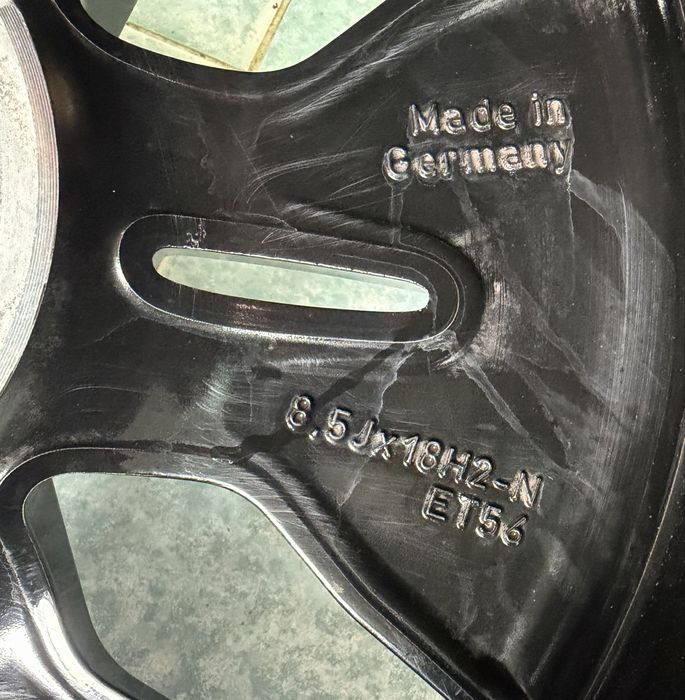 Made in
Germany
8.5Jx18H2-N
ET56